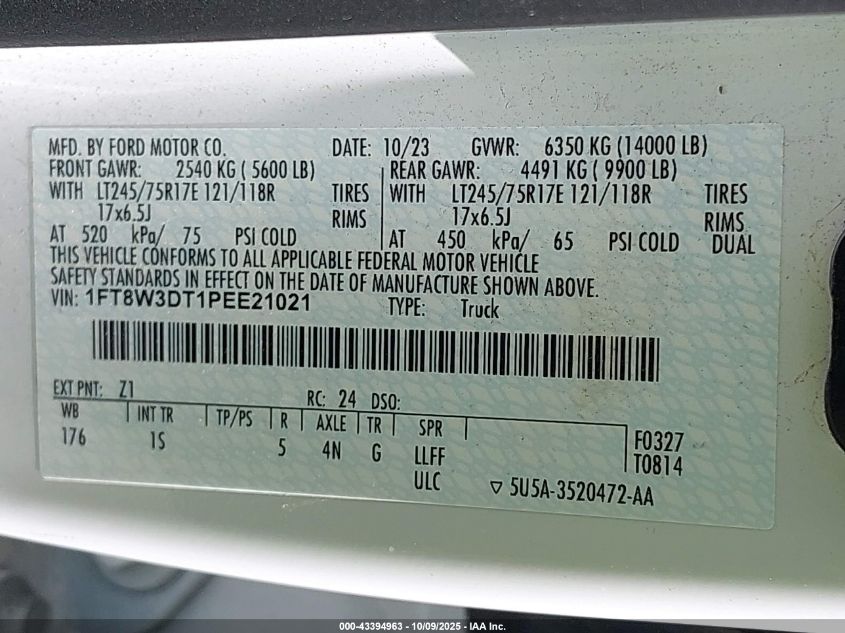 MFD. BY FORD MOTOR CO. DATE: 10/23 GVWR: 6350 KG (14000 LB)
FRONT GAWR: 2540 KG ( 5600 LB) REAR GAWR: 4491 KG ( 9900 LB)
WITH LT245/75R17E 121/118R TIRES WITH LT245/75R17E 121/118R TIRES
17x6.5J RIMS 17x6.5J RIMS
AT 520 kPa/ 75 PSI COLD AT 450 kPa/ 65 PSI COLD DUAL
THIS VEHICLE CONFORMS TO ALL APPLICABLE FEDERAL MOTOR VEHICLE
SAFETY STANDARDS IN EFFECT ON THE DATE OF MANUFACTURE SHOWN ABOVE.
VIN: 1FT8W3DT1PEE21021 TYPE: Truck
EXT PNT: Z1 RC: 24 DSO:
WB INT TR TP/PS R AXLE TR SPR
176 1S 5 4N G LLFF F0327
ULC T0814
▽ 5U5A-3520472-AA
000-43394963 - 10/09/2025 - IAA Inc.